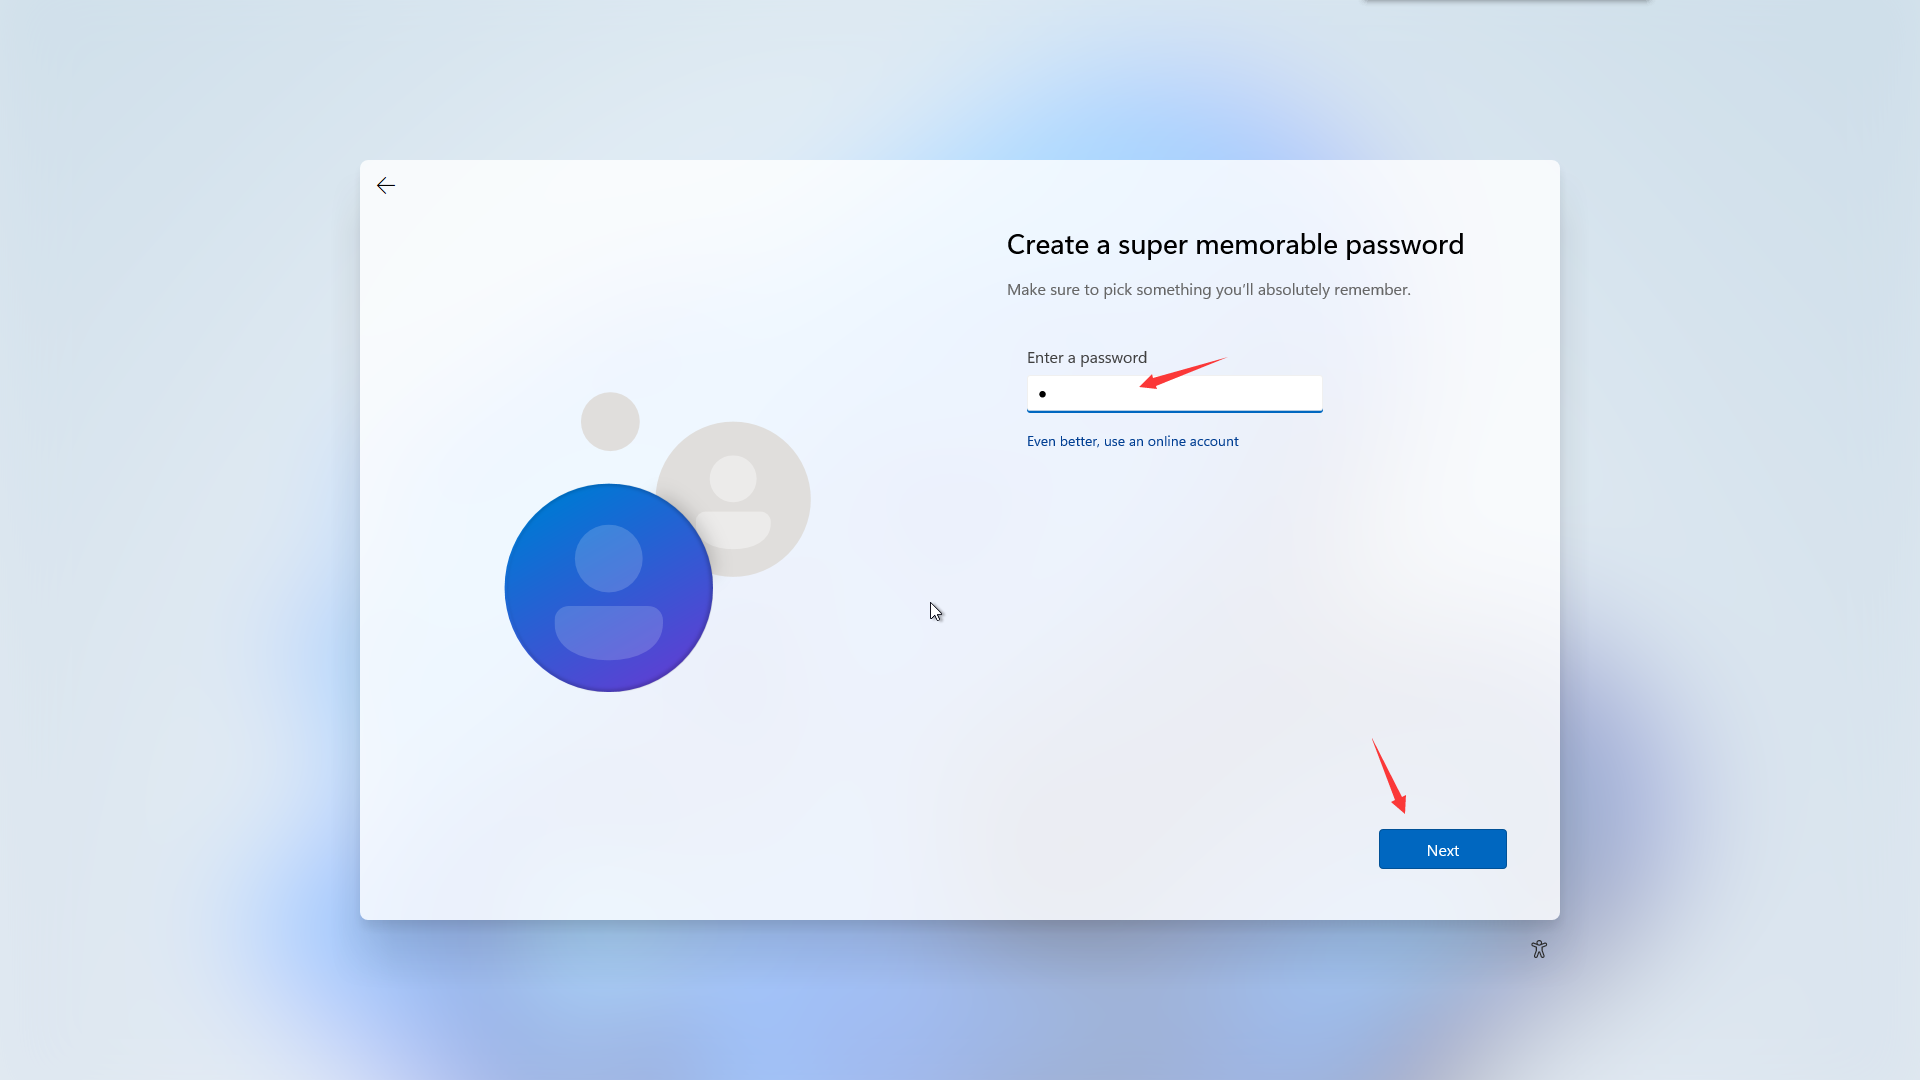 Create a super memorable password
Make sure to pick something you'll absolutely remember.
Enter a password
Even better, use an online account
Next